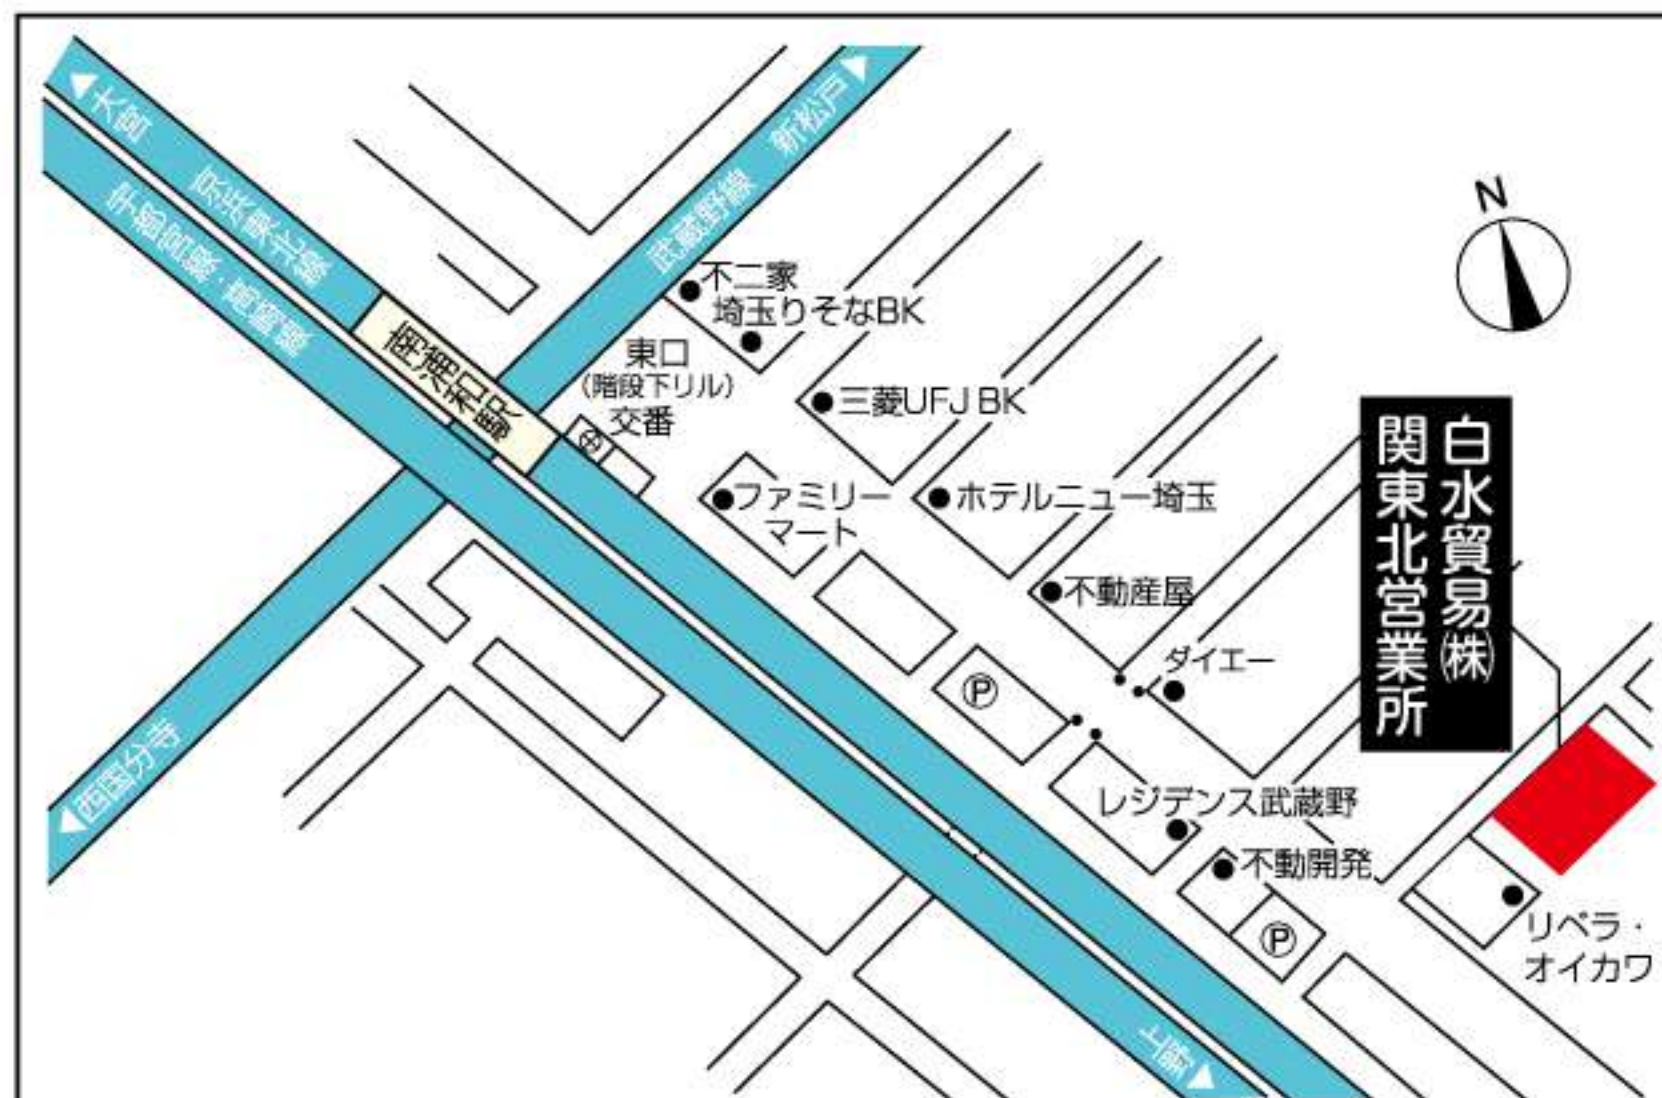 大宮
京浜東北線
宇都宮線・高崎線
武蔵野線
新松戸
N
南浦和駅
不二家
埼玉りそなBK
東口
(階段下リル)
交番
三菱UFJ BK
ファミリー
マート
ホテルニュー埼玉
不動産屋
ダイエー
白水貿易㈱
関東北営業所
P
西国分寺
レジデンス武蔵野
不動開発
P
リベラ・
オイカワ
上野